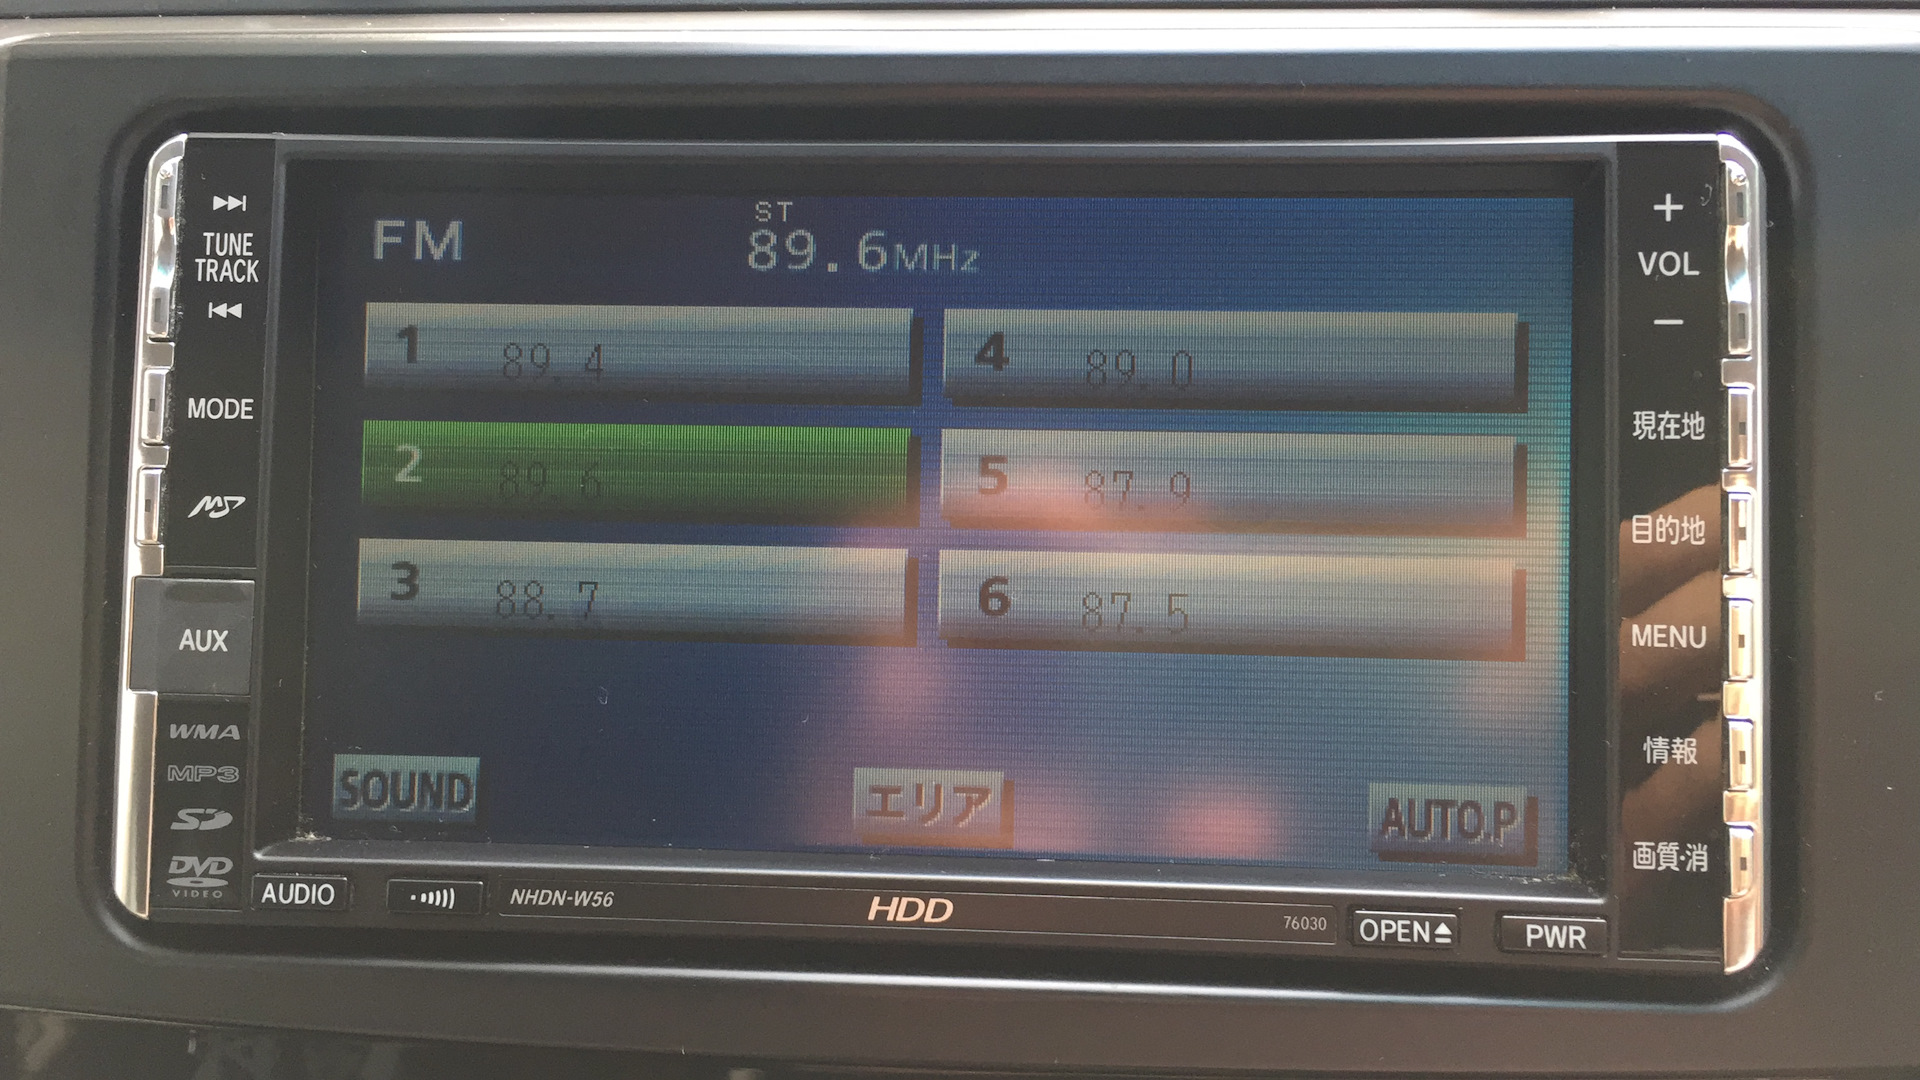 TUNE
TRACK
MODE
AUX
WMA
MP3
SD
DVD
VIDEO
FM
ST
89.6MHz
1 89.4
4 89.0
2 89.6
5 87.9
3 88.7
6 87.5
SOUND
エリア
AUTO.P
+
VOL
−
現在地
目的地
MENU
情報
画質・消
AUDIO
NHDN-W56
HDD
76030
OPEN
PWR